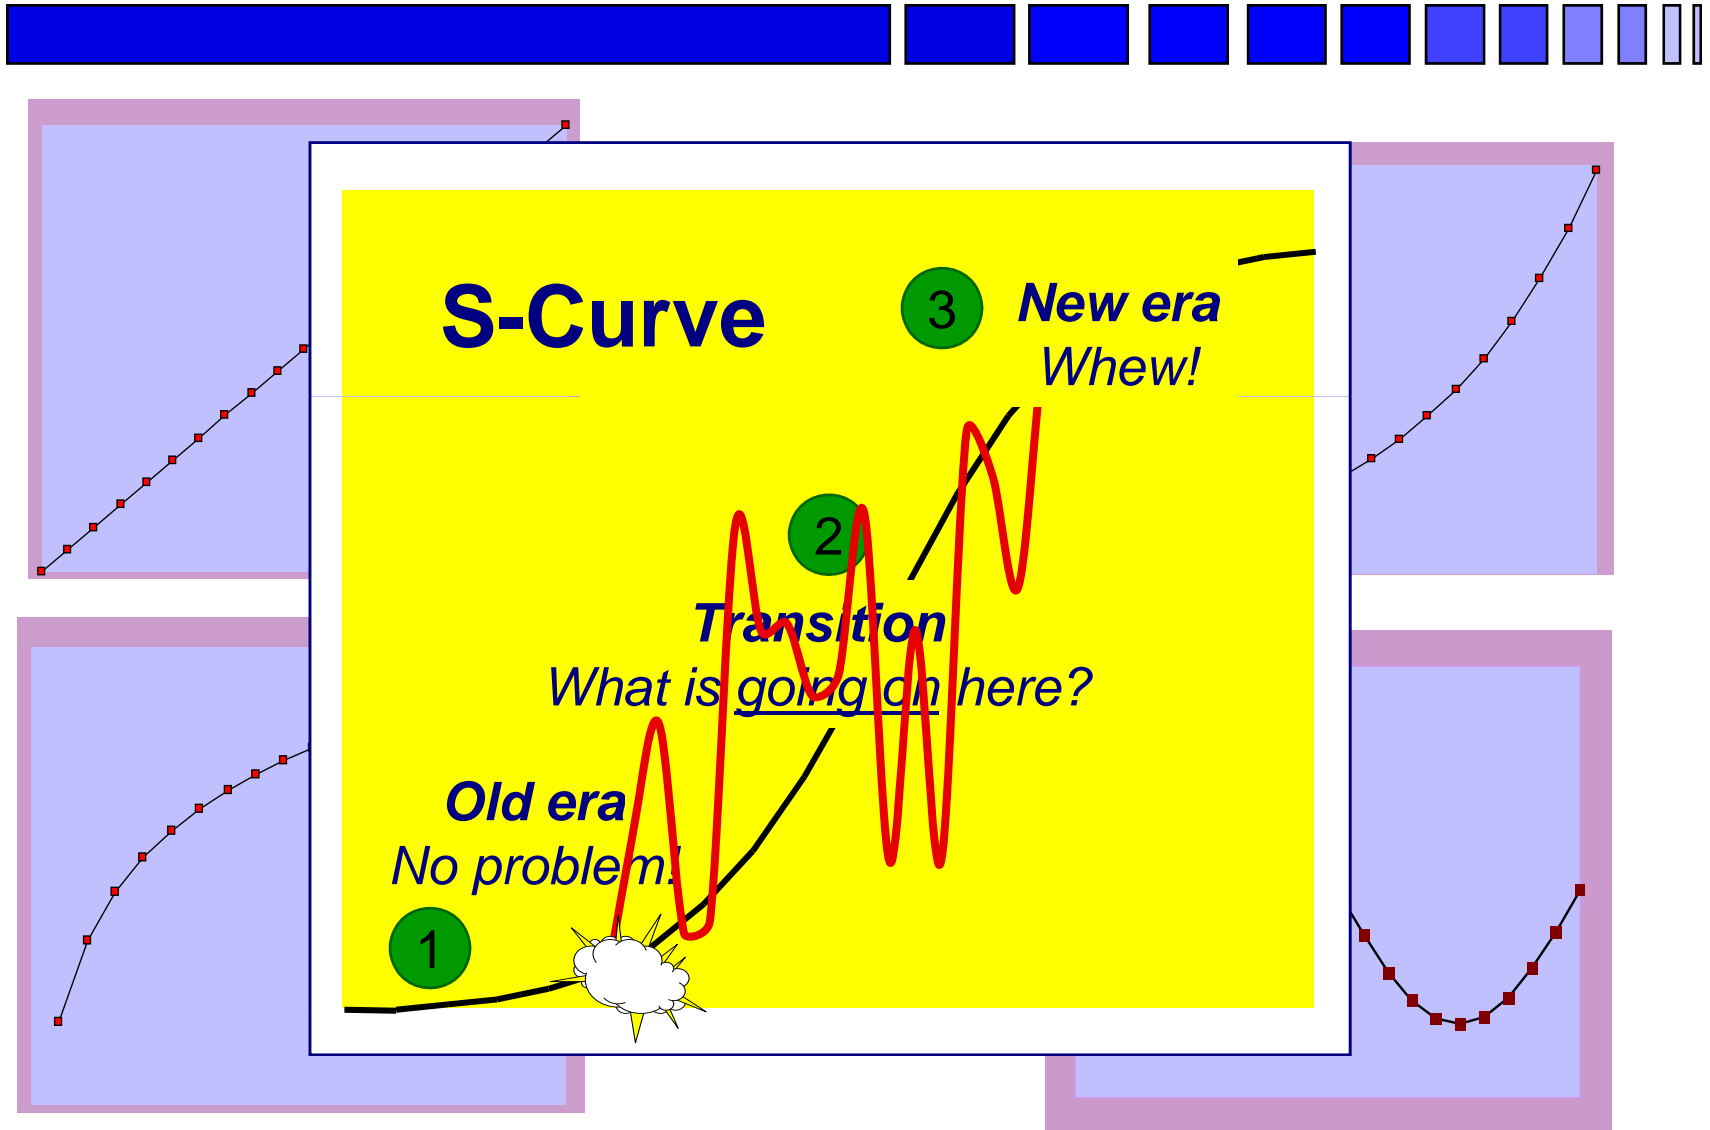 S-Curve
3
New era
Whew!
2
Transition
What is going on here?
Old era
No problem!
1